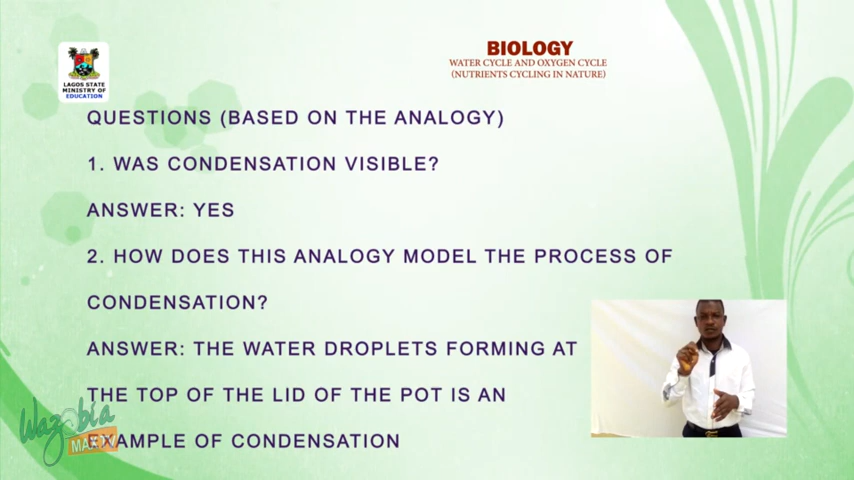 BIOLOGY
WATER CYCLE AND OXYGEN CYCLE
(NUTRIENTS CYCLING IN NATURE)
LAGOS STATE
MINISTRY OF
EDUCATION
QUESTIONS (BASED ON THE ANALOGY)
1. WAS CONDENSATION VISIBLE?
ANSWER: YES
2. HOW DOES THIS ANALOGY MODEL THE PROCESS OF
CONDENSATION?
ANSWER: THE WATER DROPLETS FORMING AT
THE TOP OF THE LID OF THE POT IS AN
EXAMPLE OF CONDENSATION
Wazobia
MAX TV